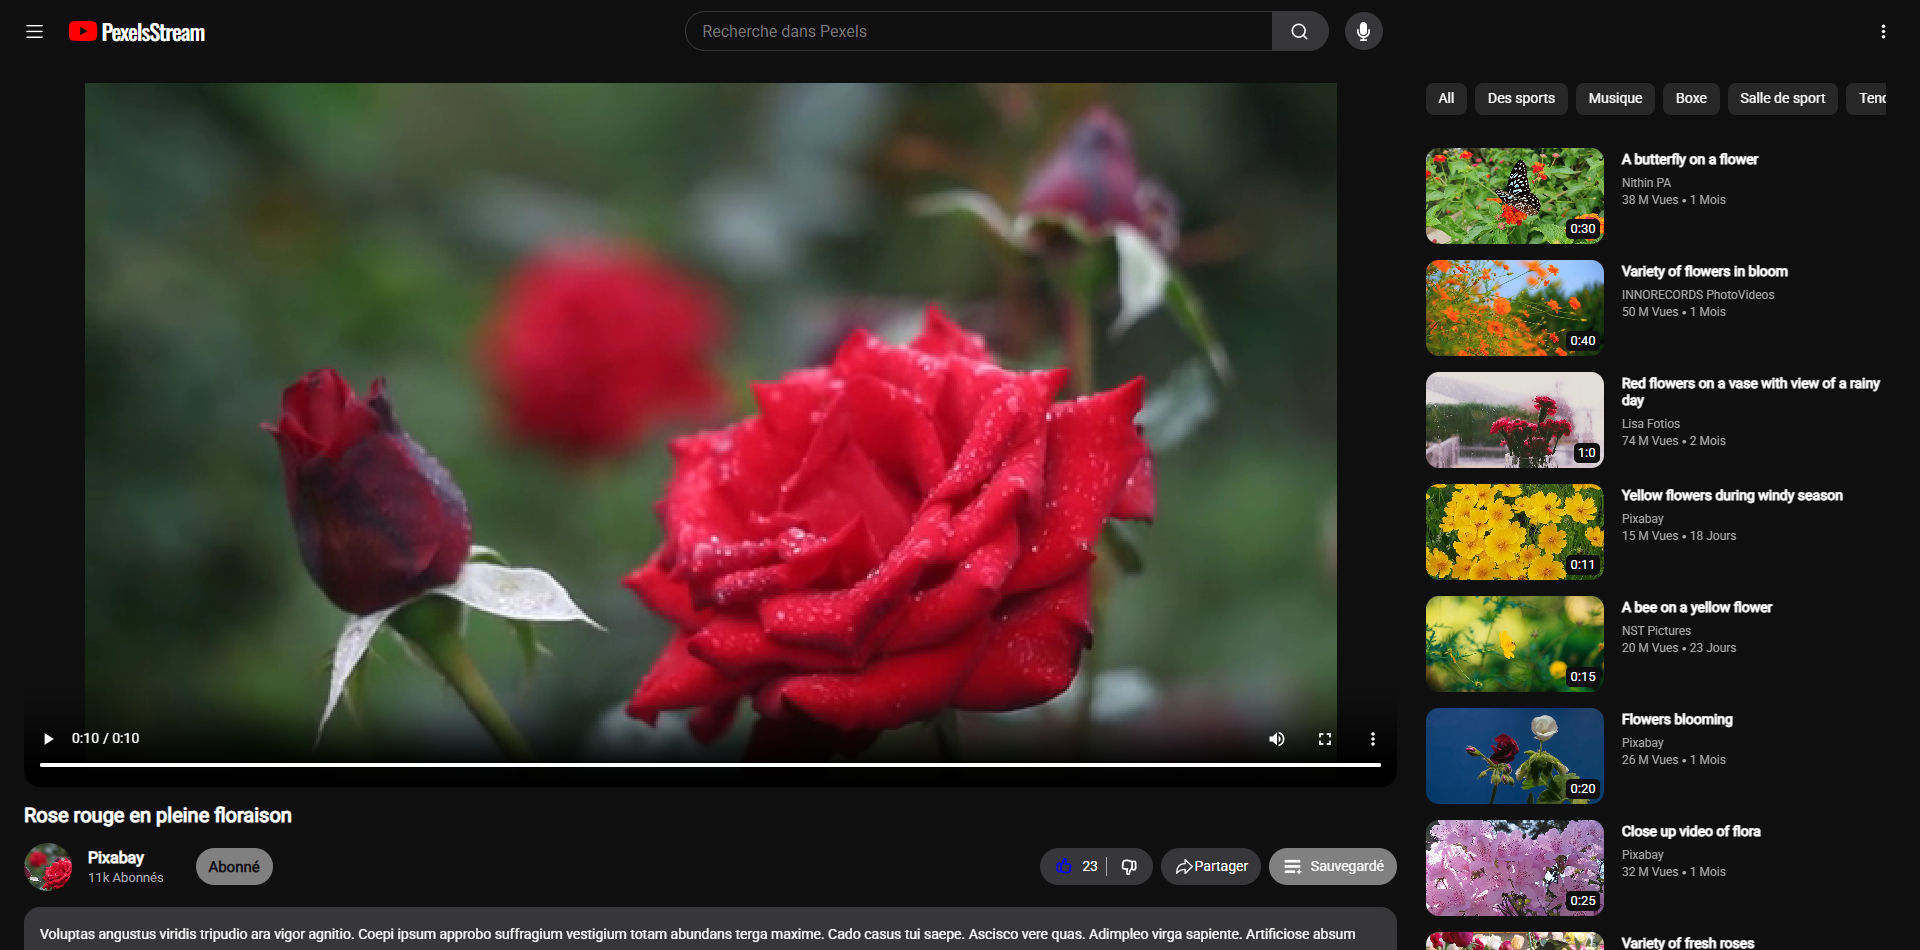 PexelsStream
Recherche dans Pexels
All
Des sports
Musique
Boxe
Salle de sport
Tenc
0:10 / 0:10
Rose rouge en pleine floraison
Pixabay
11k Abonnés
Abonné
23
Partager
Sauvegardé
Voluptas angustus viridis tripudio ara vigor agnitio. Coepi ipsum approbo suffragium vestigium totam abundans terga maxime. Cado casus tui saepe. Ascisco vere quas. Adimpleo virga sapiente. Artificiose absum
0:30
A butterfly on a flower
Nithin PA
38 M Vues • 1 Mois
0:40
Variety of flowers in bloom
INNORECORDS PhotoVideos
50 M Vues • 1 Mois
1:0
Red flowers on a vase with view of a rainy
day
Lisa Fotios
74 M Vues • 2 Mois
0:11
Yellow flowers during windy season
Pixabay
15 M Vues • 18 Jours
0:15
A bee on a yellow flower
NST Pictures
20 M Vues • 23 Jours
0:20
Flowers blooming
Pixabay
26 M Vues • 1 Mois
0:25
Close up video of flora
Pixabay
32 M Vues • 1 Mois
Variety of fresh roses